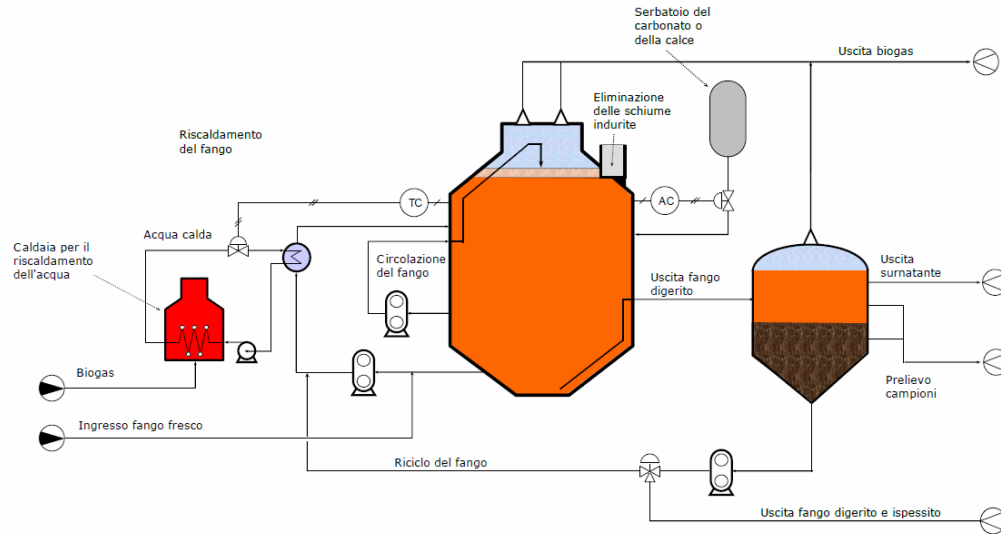 Serbatoio del
carbonato o
della calce
Uscita biogas
Eliminazione
delle schiume
indurite
Riscaldamento
del fango
TC
AC
Acqua calda
Caldaia per il
riscaldamento
dell'acqua
Circolazione
del fango
Uscita fango
digerito
Uscita
surnatante
Biogas
Prelievo
campioni
Ingresso fango fresco
Riciclo del fango
Uscita fango digerito e ispessito